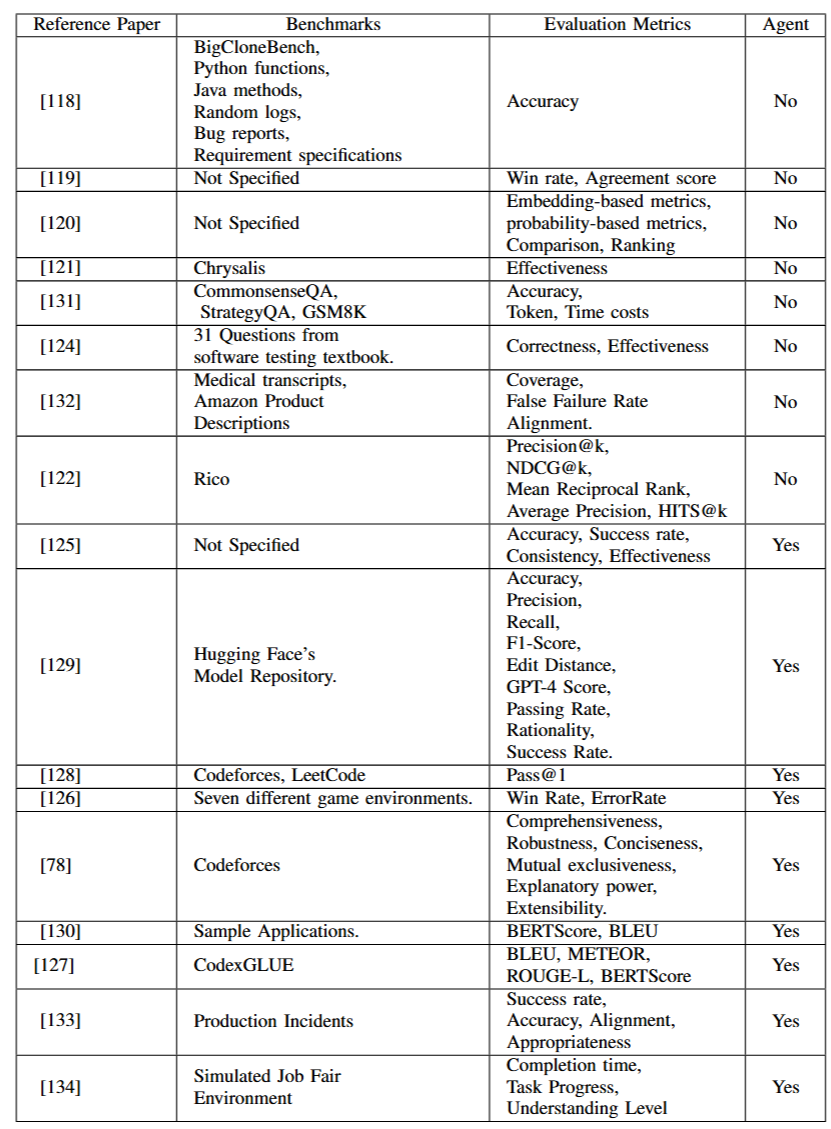 Reference Paper Benchmarks Evaluation Metrics Agent
[118]
BigCloneBench,
Python functions,
Java methods,
Random logs,
Bug reports,
Requirement specifications
Accuracy
No
[119] Not Specified Win rate, Agreement score No
[120]
Not Specified
Embedding-based metrics,
probability-based metrics,
Comparison, Ranking
No
[121] Chrysalis Effectiveness No
[131]
CommonsenseQA,
StrategyQA, GSM8K
Accuracy,
Token, Time costs
No
[124]
31 Questions from
software testing textbook.
Correctness, Effectiveness
No
[132]
Medical transcripts,
Amazon Product
Descriptions
Coverage,
False Failure Rate
Alignment.
No
[122]
Rico
Precision@k,
NDCG@k,
Mean Reciprocal Rank,
Average Precision, HITS@k
No
[125]
Not Specified
Accuracy, Success rate,
Consistency, Effectiveness
Yes
[129]
Hugging Face's
Model Repository.
Accuracy,
Precision,
Recall,
F1-Score,
Edit Distance,
GPT-4 Score,
Passing Rate,
Rationality,
Success Rate.
Yes
[128] Codeforces, LeetCode Pass@1 Yes
[126] Seven different game environments. Win Rate, ErrorRate Yes
[78]
Codeforces
Comprehensiveness,
Robustness, Conciseness,
Mutual exclusiveness,
Explanatory power,
Extensibility.
Yes
[130] Sample Applications. BERTScore, BLEU Yes
[127]
CodexGLUE
BLEU, METEOR,
ROUGE-L, BERTScore
Yes
[133]
Production Incidents
Success rate,
Accuracy, Alignment,
Appropriateness
Yes
[134]
Simulated Job Fair
Environment
Completion time,
Task Progress,
Understanding Level
Yes